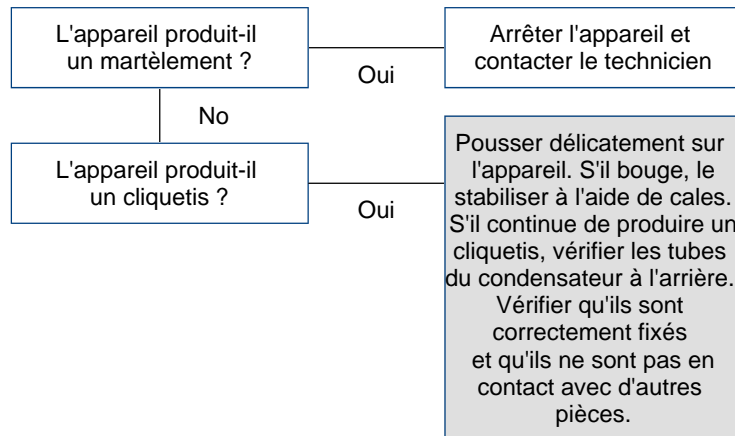 L'appareil produit-il
un martèlement ?
Oui
Arrêter l'appareil et
contacter le technicien
No
L'appareil produit-il
un cliquetis ?
Oui
Pousser délicatement sur
l'appareil. S'il bouge, le
stabiliser à l'aide de cales.
S'il continue de produire un
cliquetis, vérifier les tubes
du condensateur à l'arrière.
Vérifier qu'ils sont
correctement fixés
et qu'ils ne sont pas en
contact avec d'autres
pièces.